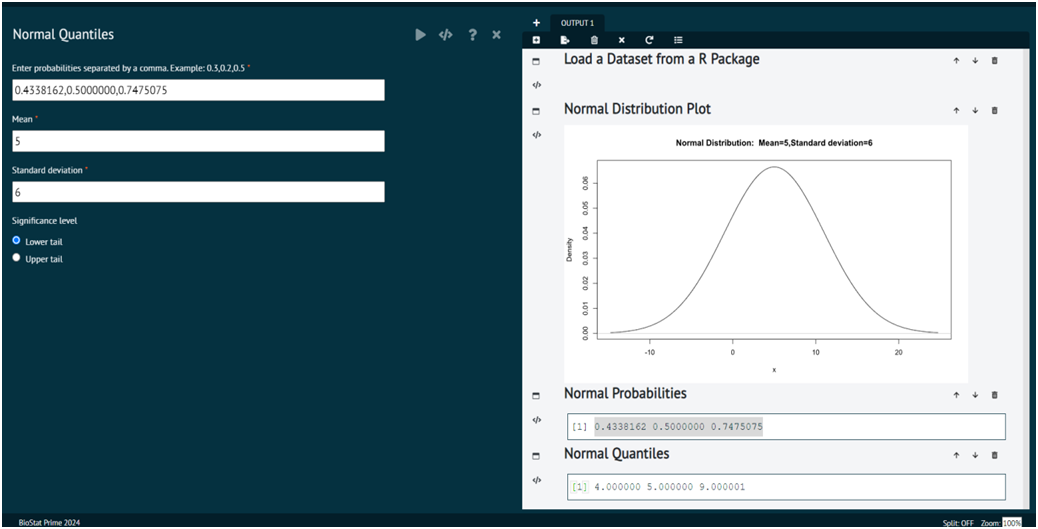 Normal Quantiles
Enter probabilities separated by a comma. Example: 0.3,0.2,0.5 *
0.4338162,0.5000000,0.7475075
Mean *
5
Standard deviation *
6
Significance level
Lower tail
Upper tail
OUTPUT 1
Load a Dataset from a R Package
Normal Distribution Plot
Normal Distribution:  Mean=5,Standard deviation=6
Density
0.00 0.01 0.02 0.03 0.04 0.05 0.06
-10 0 10 20
x
Normal Probabilities
[1] 0.4338162 0.5000000 0.7475075
Normal Quantiles
[1] 4.000000 5.000000 9.000001
BioStat Prime 2024
Split: OFF Zoom: 100%